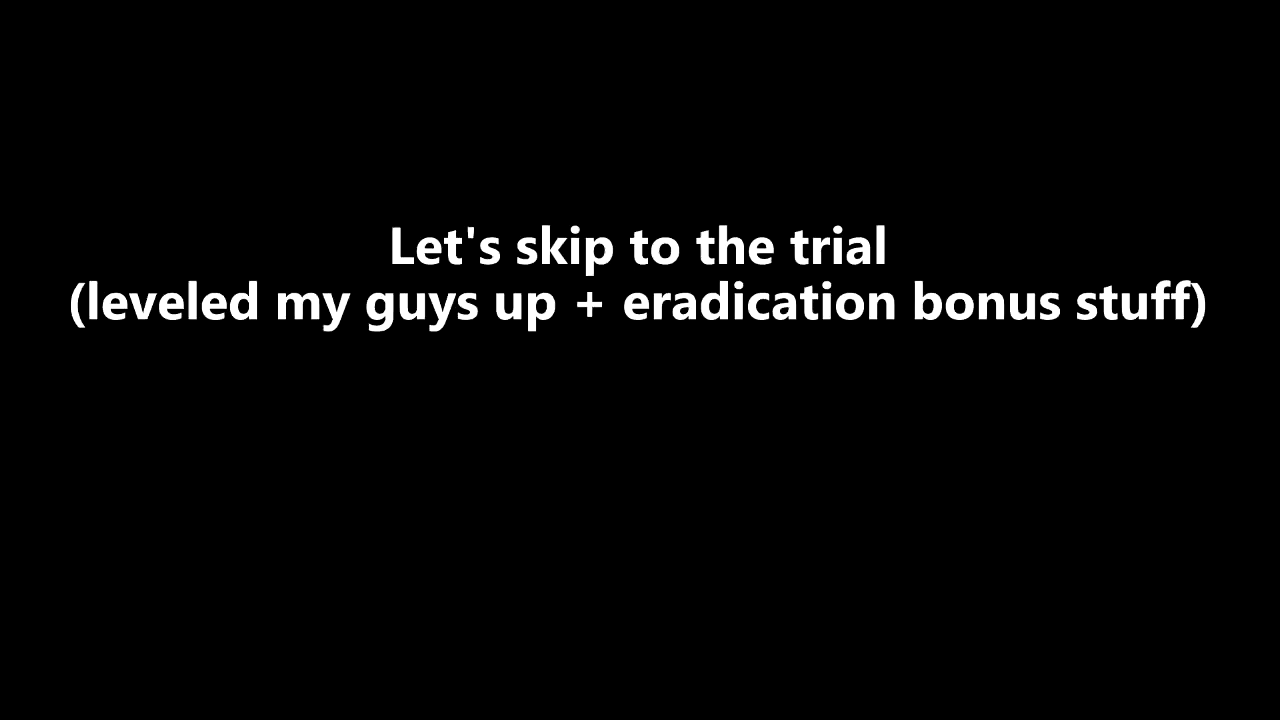 Let's skip to the trial
(leveled my guys up + eradication bonus stuff)